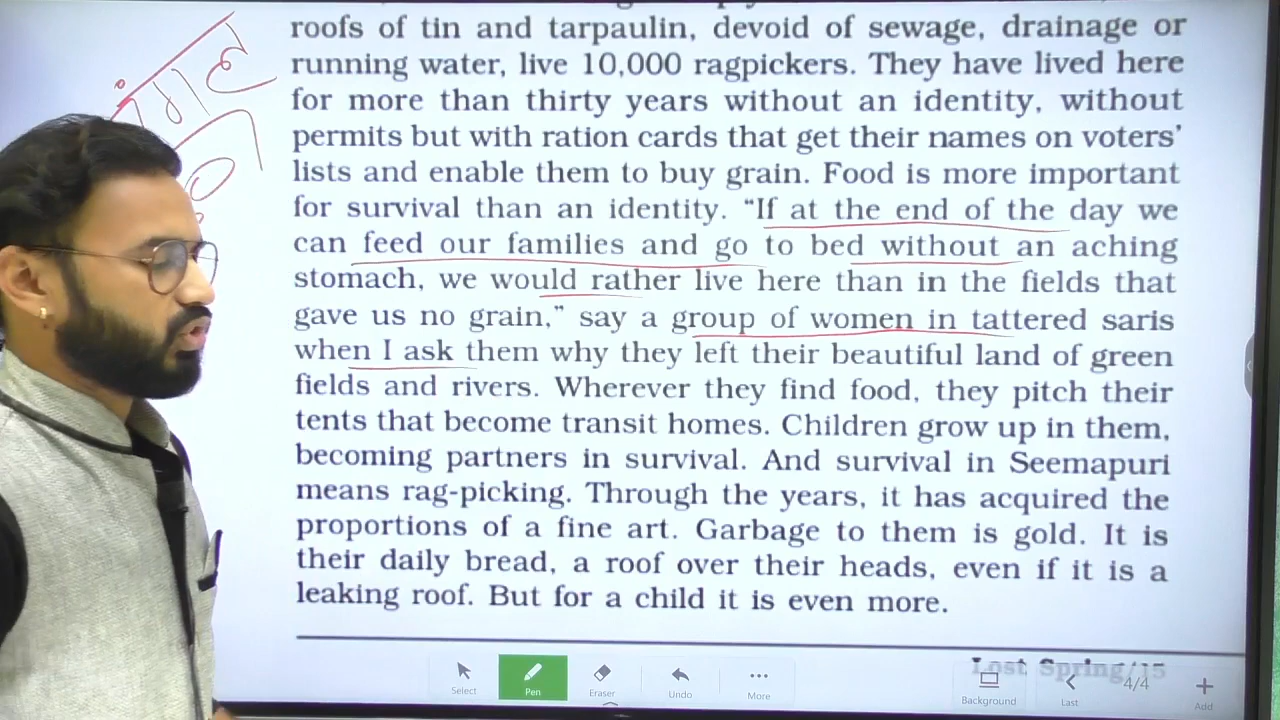 roofs of tin and tarpaulin, devoid of sewage, drainage or
running water, live 10,000 ragpickers. They have lived here
for more than thirty years without an identity, without
permits but with ration cards that get their names on voters’
lists and enable them to buy grain. Food is more important
for survival than an identity. “If at the end of the day we
can feed our families and go to bed without an aching
stomach, we would rather live here than in the fields that
gave us no grain,” say a group of women in tattered saris
when I ask them why they left their beautiful land of green
fields and rivers. Wherever they find food, they pitch their
tents that become transit homes. Children grow up in them,
becoming partners in survival. And survival in Seemapuri
means rag-picking. Through the years, it has acquired the
proportions of a fine art. Garbage to them is gold. It is
their daily bread, a roof over their heads, even if it is a
leaking roof. But for a child it is even more.
Lost Spring/15
Select
Pen
Eraser
Undo
More
Background
Last
4/4
Add